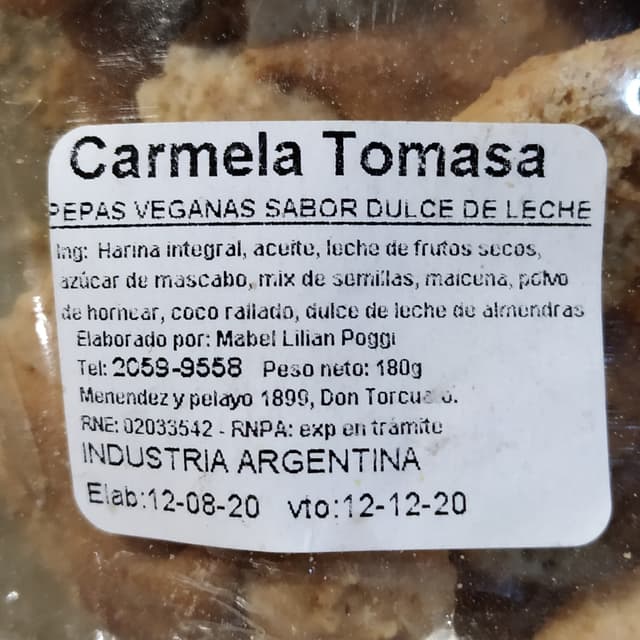 Carmela Tomasa
PEPAS VEGANAS SABOR DULCE DE LECHE
Ing: Harina integral, aceite, leche de frutos secos,
azúcar de mascabo, mix de semillas, maicena, polvo
de hornear, coco rallado, dulce de leche de almendras
Elaborado por: Mabel Lilian Poggi
Tel: 2059-9558 Peso neto: 180g
Menendez y pelayo 1899, Don Torcuato.
RNE: 02033542 - RNPA: exp en trámite
INDUSTRIA ARGENTINA
Elab:12-08-20 vto:12-12-20